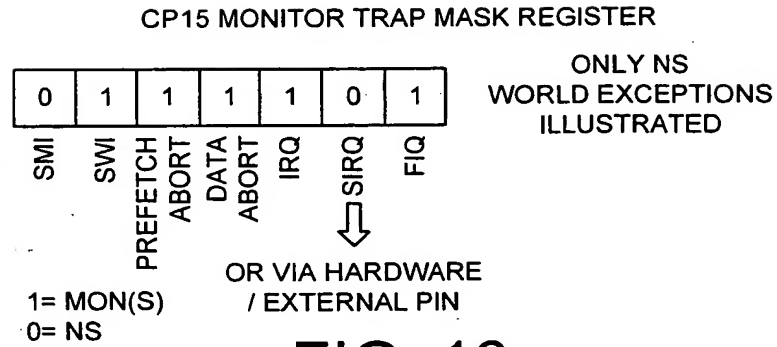 CP15 MONITOR TRAP MASK REGISTER
0 1 1 1 1 0 1
ONLY NS
WORLD EXCEPTIONS
ILLUSTRATED
SMI
SWI
PREFETCH
ABORT
DATA
ABORT
IRQ
SIRQ
FIQ
OR VIA HARDWARE
/ EXTERNAL PIN
1= MON(S)
0= NS